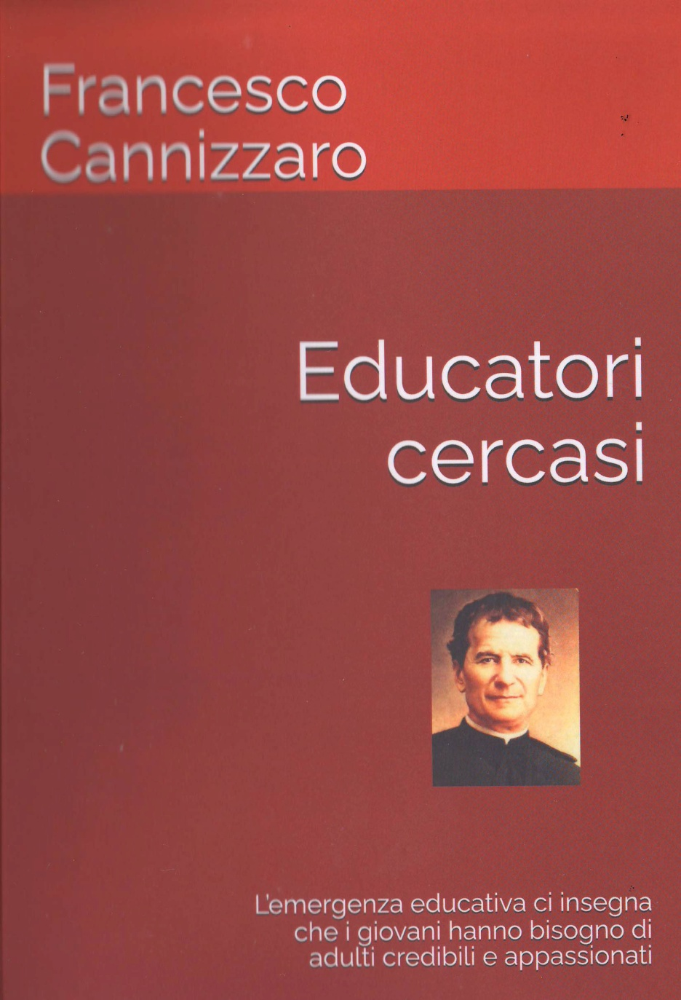 Francesco
Cannizzaro
Educatori
cercasi
L'emergenza educativa ci insegna
che i giovani hanno bisogno di
adulti credibili e appassionati